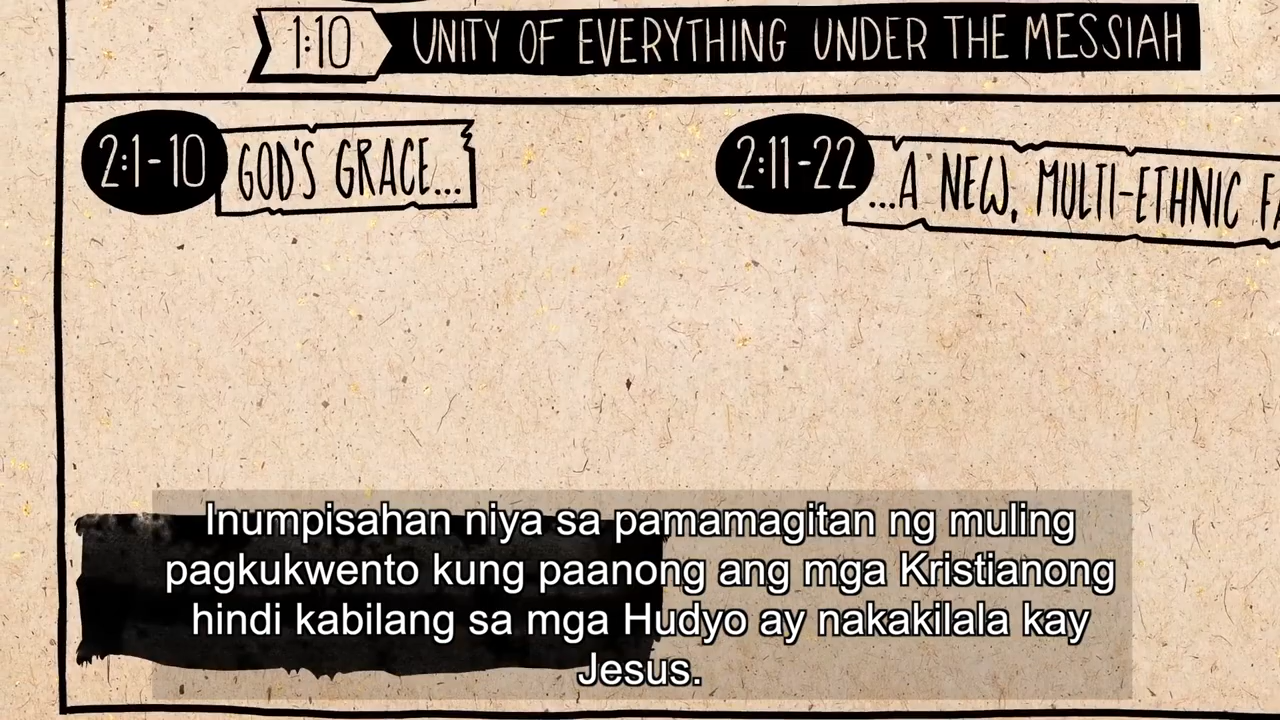 1:10 UNITY OF EVERYTHING UNDER THE MESSIAH
2:1-10 GOD'S GRACE...
2:11-22 ...A NEW, MULTI-ETHNIC
Inumpisahan niya sa pamamagitan ng muling
pagkukwento kung paanong ang mga Kristianong
hindi kabilang sa mga Hudyo ay nakakilala kay
Jesus.